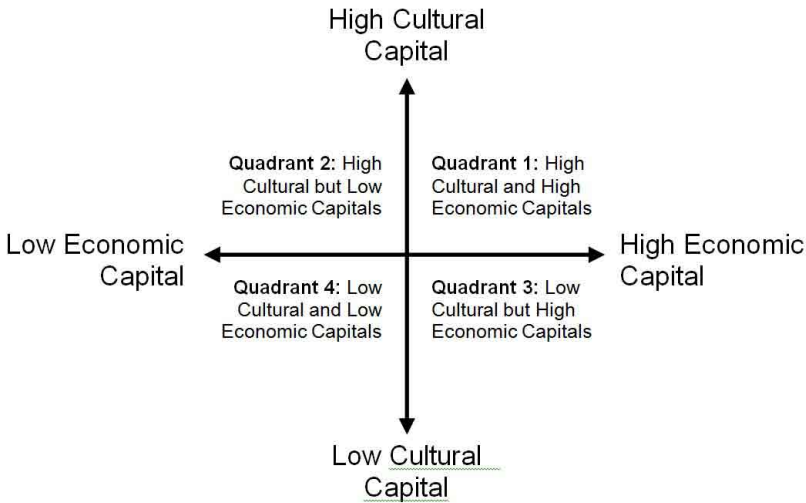 High Cultural
Capital
Quadrant 2: High
Cultural but Low
Economic Capitals
Quadrant 1: High
Cultural and High
Economic Capitals
Low Economic
Capital
High Economic
Capital
Quadrant 4: Low
Cultural and Low
Economic Capitals
Quadrant 3: Low
Cultural but High
Economic Capitals
Low Cultural
Capital